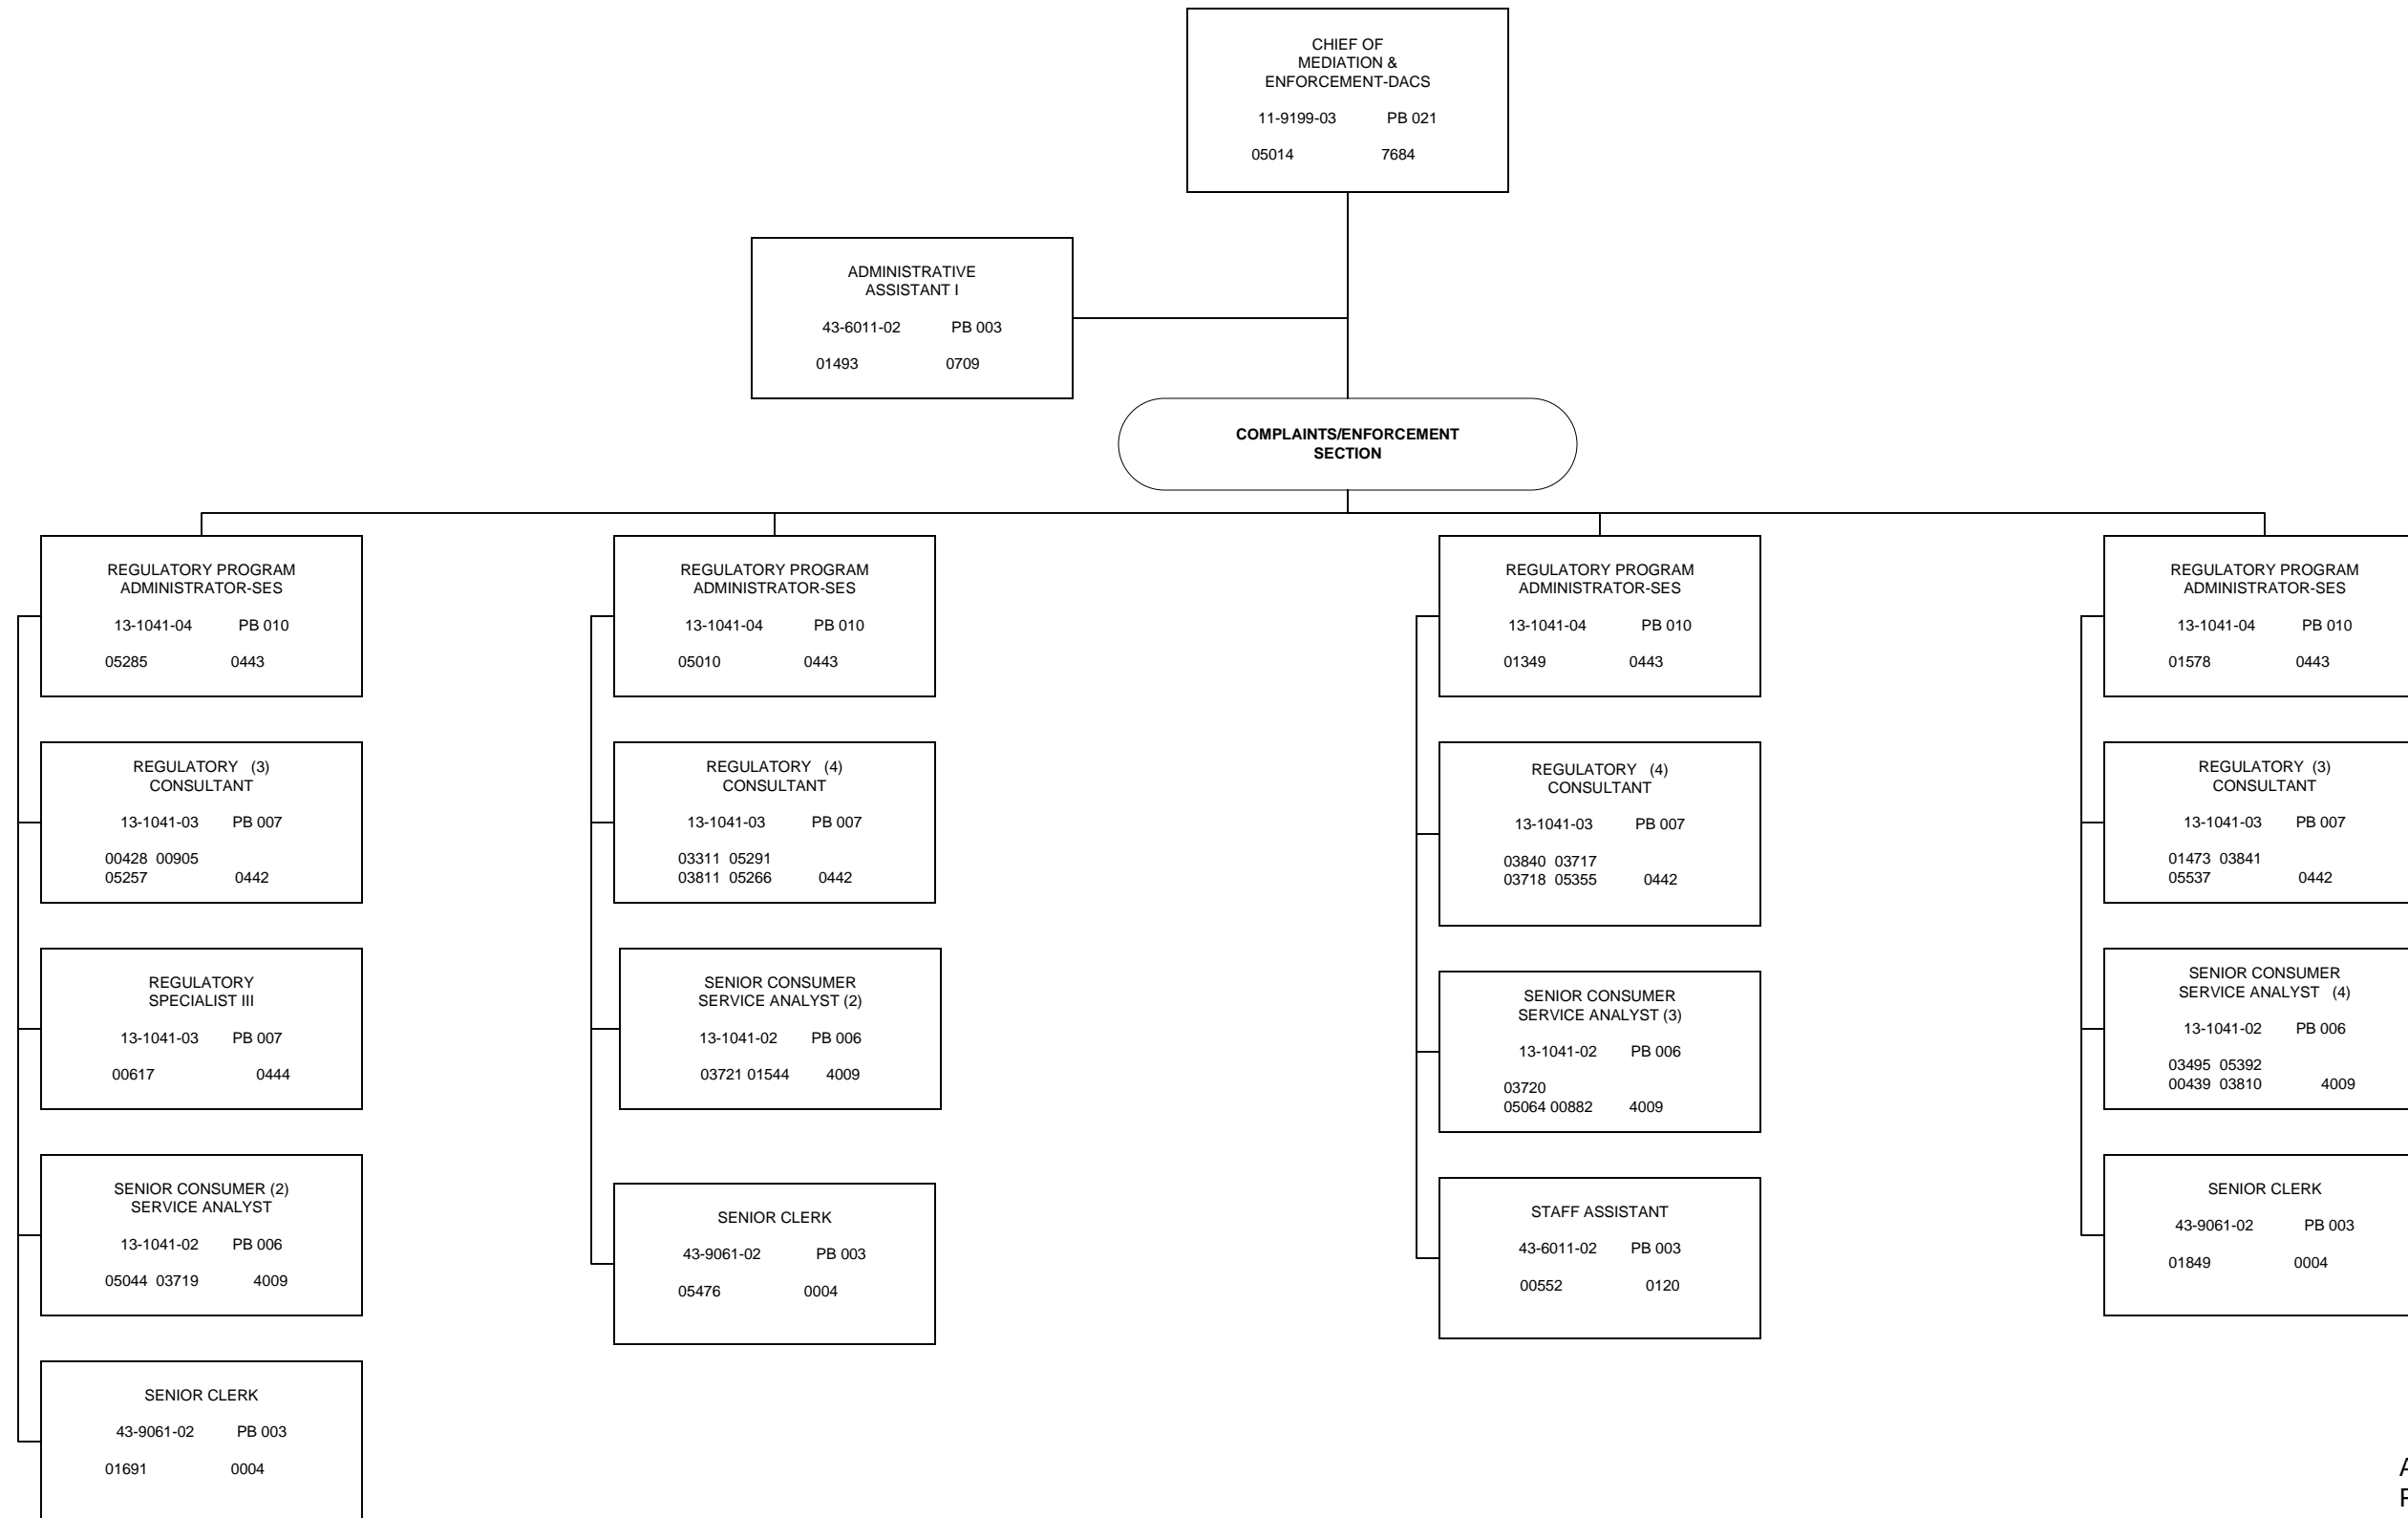 CHIEF OF
MEDIATION &
ENFORCEMENT-DACS
11-9199-03 PB 021
05014 7684
ADMINISTRATIVE
ASSISTANT I
43-6011-02 PB 003
01493 0709
COMPLAINTS/ENFORCEMENT
SECTION
REGULATORY PROGRAM
ADMINISTRATOR-SES
13-1041-04 PB 010
05285 0443
REGULATORY (3)
CONSULTANT
13-1041-03 PB 007
00428 00905
05257 0442
REGULATORY
SPECIALIST III
13-1041-03 PB 007
00617 0444
SENIOR CONSUMER (2)
SERVICE ANALYST
13-1041-02 PB 006
05044 03719 4009
SENIOR CLERK
43-9061-02 PB 003
01691 0004
REGULATORY PROGRAM
ADMINISTRATOR-SES
13-1041-04 PB 010
05010 0443
REGULATORY (4)
CONSULTANT
13-1041-03 PB 007
03311 05291
03811 05266 0442
SENIOR CONSUMER
SERVICE ANALYST (2)
13-1041-02 PB 006
03721 01544 4009
SENIOR CLERK
43-9061-02 PB 003
05476 0004
REGULATORY PROGRAM
ADMINISTRATOR-SES
13-1041-04 PB 010
01349 0443
REGULATORY (4)
CONSULTANT
13-1041-03 PB 007
03840 03717
03718 05355 0442
SENIOR CONSUMER
SERVICE ANALYST (3)
13-1041-02 PB 006
03720
05064 00882 4009
STAFF ASSISTANT
43-6011-02 PB 003
00552 0120
REGULATORY PROGRAM
ADMINISTRATOR-SES
13-1041-04 PB 010
01578 0443
REGULATORY (3)
CONSULTANT
13-1041-03 PB 007
01473 03841
05537 0442
SENIOR CONSUMER
SERVICE ANALYST (4)
13-1041-02 PB 006
03495 05392
00439 03810 4009
SENIOR CLERK
43-9061-02 PB 003
01849 0004